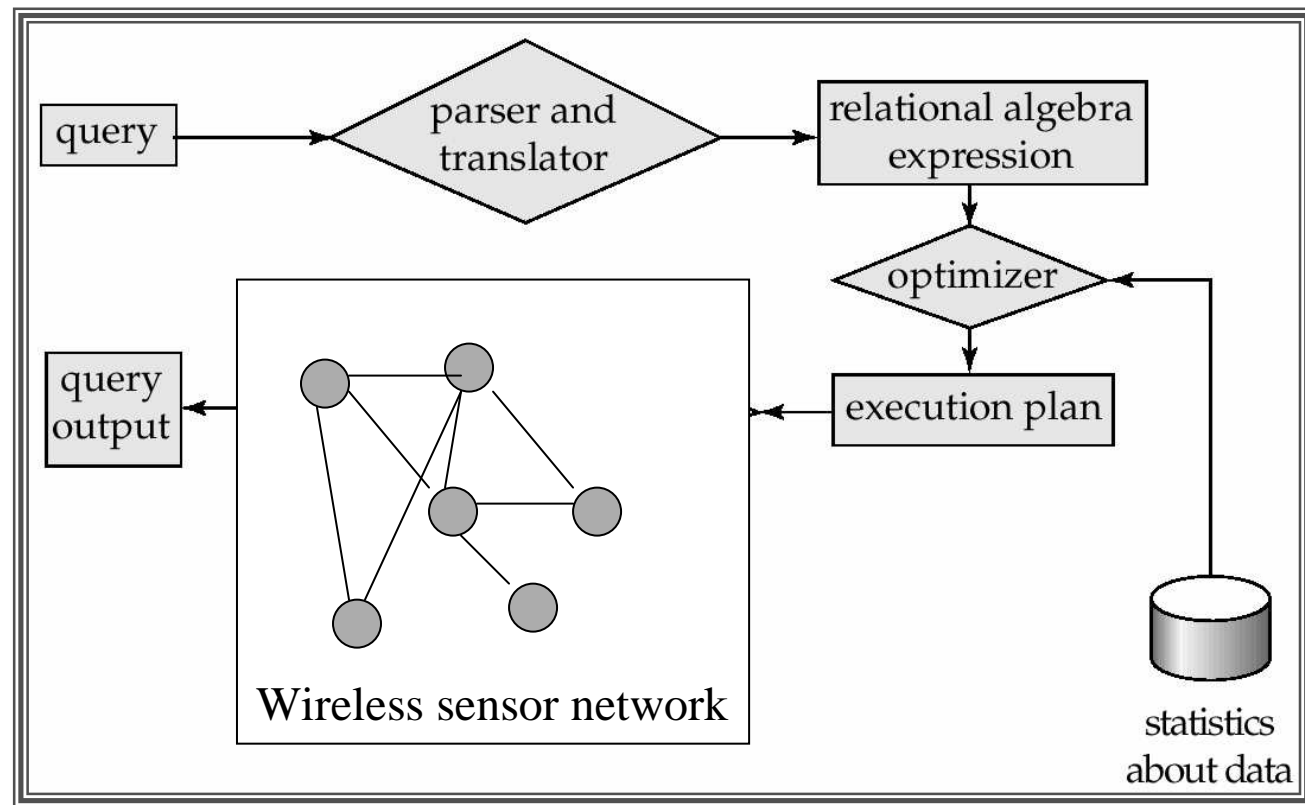 query
parser and
translator
relational algebra
expression
optimizer
execution plan
query
output
Wireless sensor network
statistics
about data